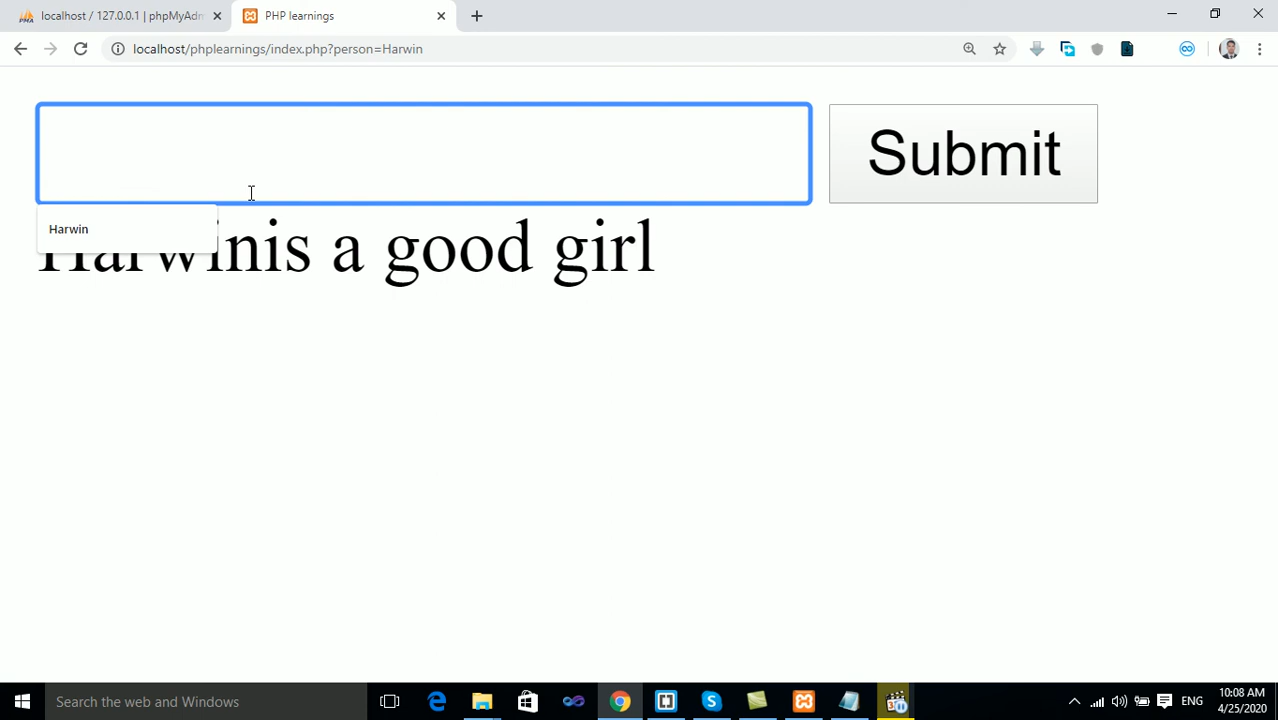 localhost / 127.0.0.1 | phpMyAdm
PHP learnings
localhost/phplearnings/index.php?person=Harwin
Submit
Harwin
Harwinis a good girl
Search the web and Windows
ENG
10:08 AM
4/25/2020